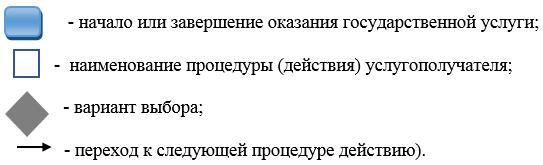 - начало или завершение оказания государственной услуги;
- наименование процедуры (действия) услугополучателя;
- вариант выбора;
- переход к следующей процедуре действию).